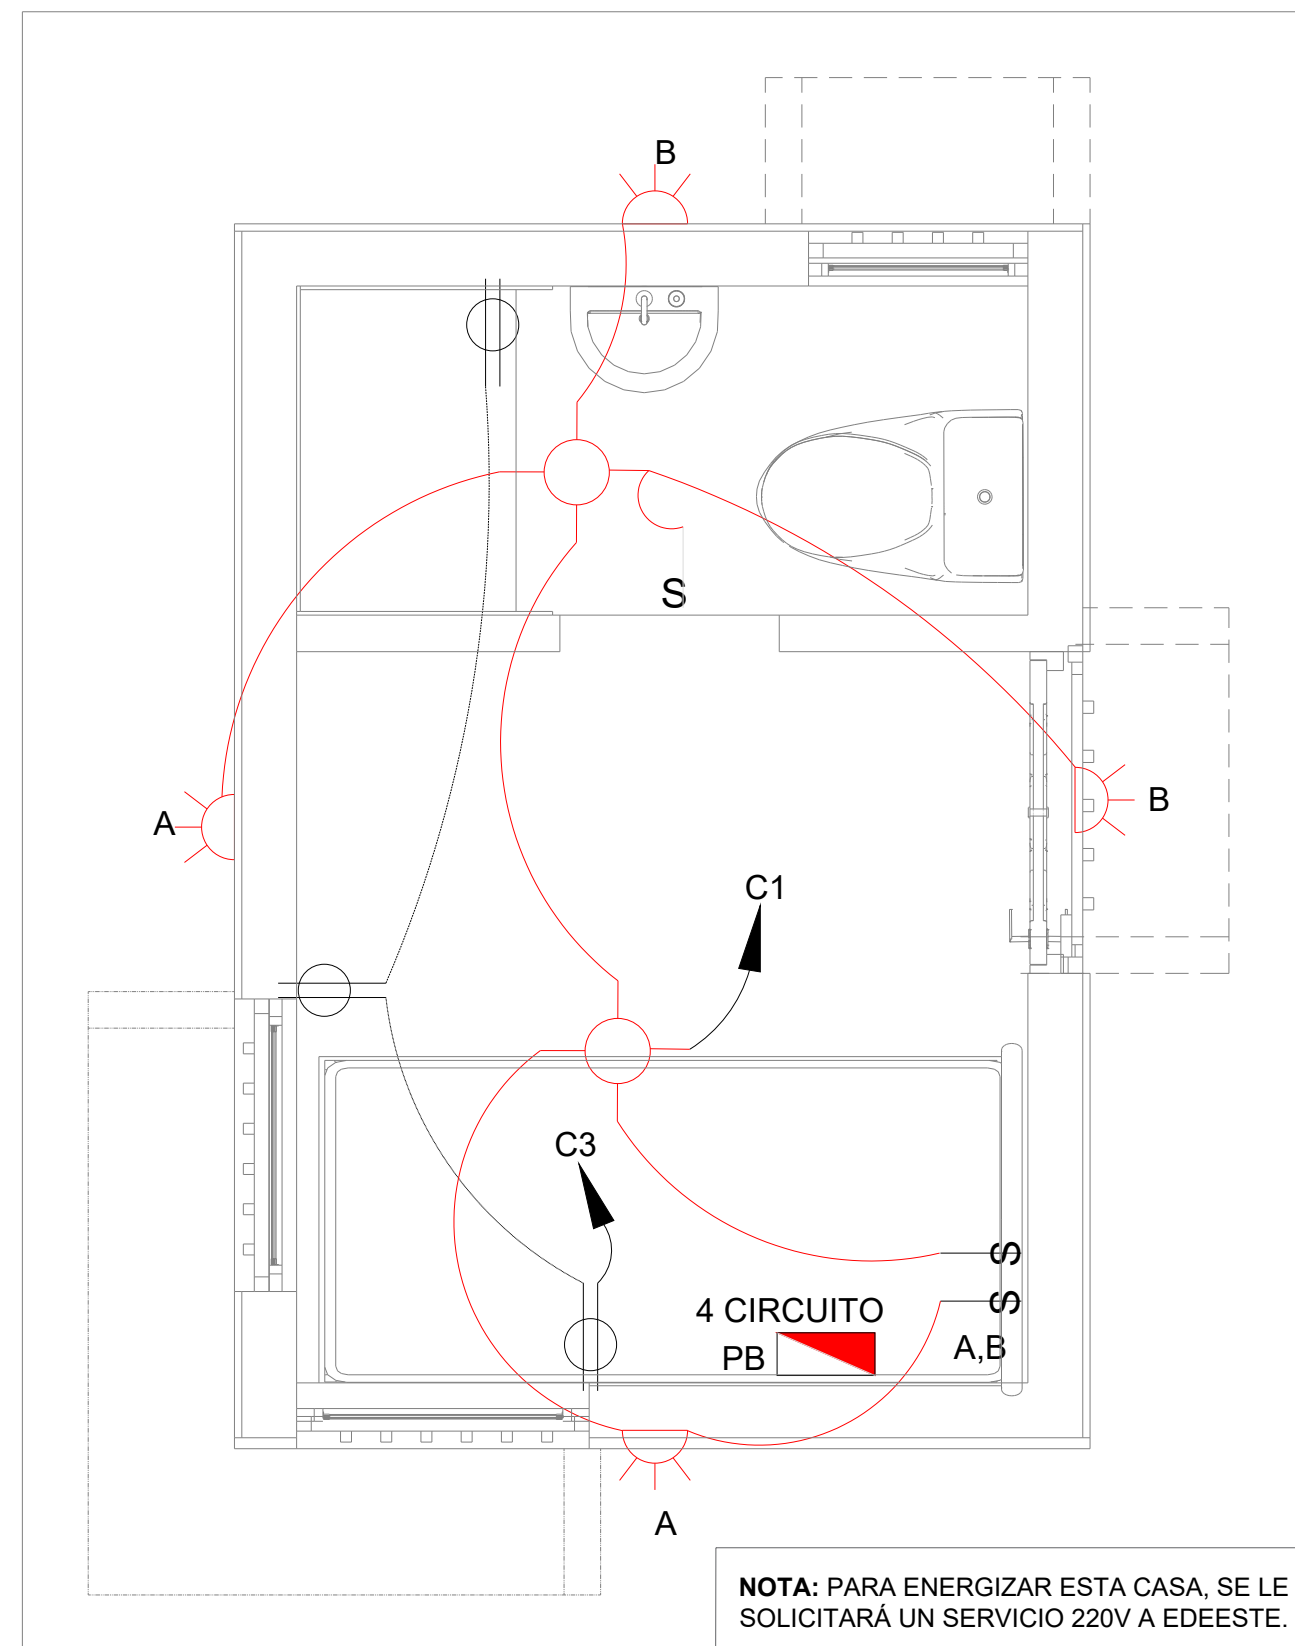 B
S
A
B
C1
C3
S
S
4 CIRCUITO
PB
A,B
A
NOTA: PARA ENERGIZAR ESTA CASA, SE LE
SOLICITARÁ UN SERVICIO 220V A EDEESTE.